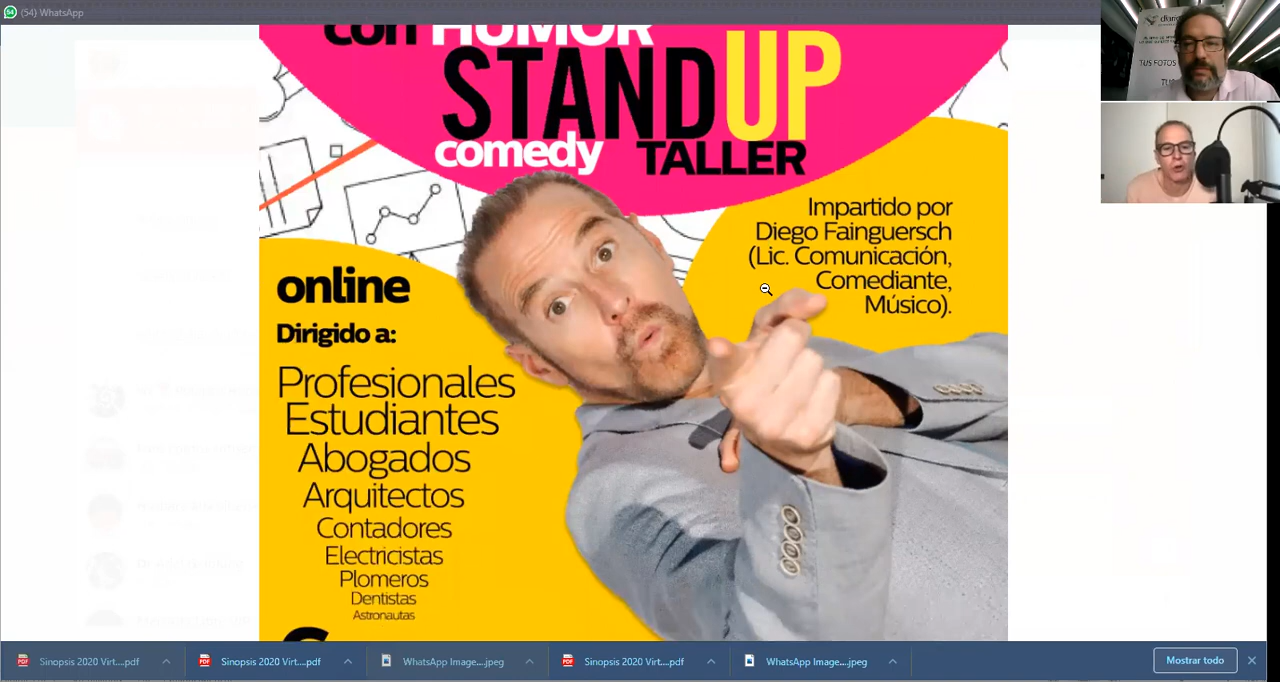 (54) WhatsApp
con HUMOR
STANDUP
comedy TALLER
Impartido por
Diego Fainguersch
(Lic. Comunicación,
Comediante,
Músico).
online
Dirigido a:
Profesionales
Estudiantes
Abogados
Arquitectos
Contadores
Electricistas
Plomeros
Dentistas
Astronautas
TUS FOTOS
Sinopsis 2020 Virt....pdf
Sinopsis 2020 Virt....pdf
WhatsApp Image....jpeg
Sinopsis 2020 Virt....pdf
WhatsApp Image....jpeg
Mostrar todo